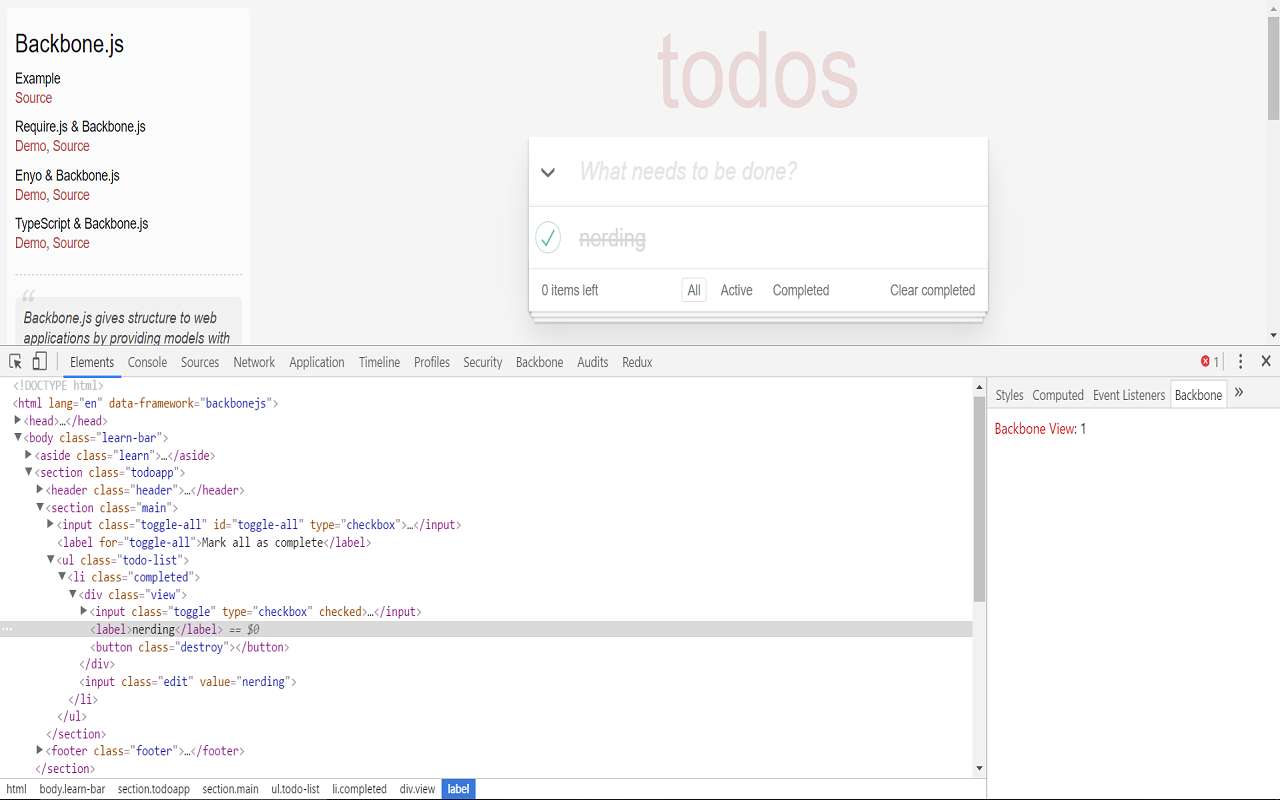 Backbone.js
Example
Source
Require.js & Backbone.js
Demo, Source
Enyo & Backbone.js
Demo, Source
TypeScript & Backbone.js
Demo, Source
“
Backbone.js gives structure to web
applications by providing models with
todos
What needs to be done?
nerding
0 items left All Active Completed Clear completed
Elements Console Sources Network Application Timeline Profiles Security Backbone Audits Redux 1
<!DOCTYPE html>
<html lang="en" data-framework="backbonejs">
<head>…</head>
<body class="learn-bar">
<aside class="learn">…</aside>
<section class="todoapp">
<header class="header">…</header>
<section class="main">
<input class="toggle-all" id="toggle-all" type="checkbox">…</input>
<label for="toggle-all">Mark all as complete</label>
<ul class="todo-list">
<li class="completed">
<div class="view">
<input class="toggle" type="checkbox" checked>…</input>
<label>nerding</label> == $0
<button class="destroy"></button>
</div>
<input class="edit" value="nerding">
</li>
</ul>
</section>
<footer class="footer">…</footer>
</section>
html body.learn-bar section.todoapp section.main ul.todo-list li.completed div.view label
Styles Computed Event Listeners Backbone »
Backbone View: 1